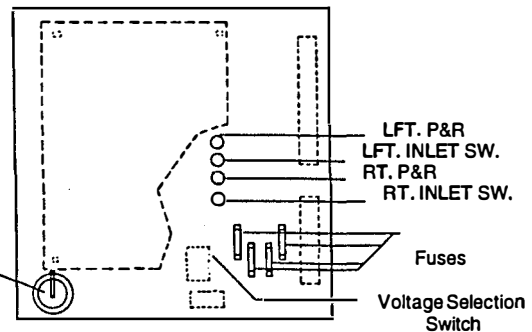 LFT. P&R
LFT. INLET SW.
RT. P&R
RT. INLET SW.
Fuses
Voltage Selection
Switch